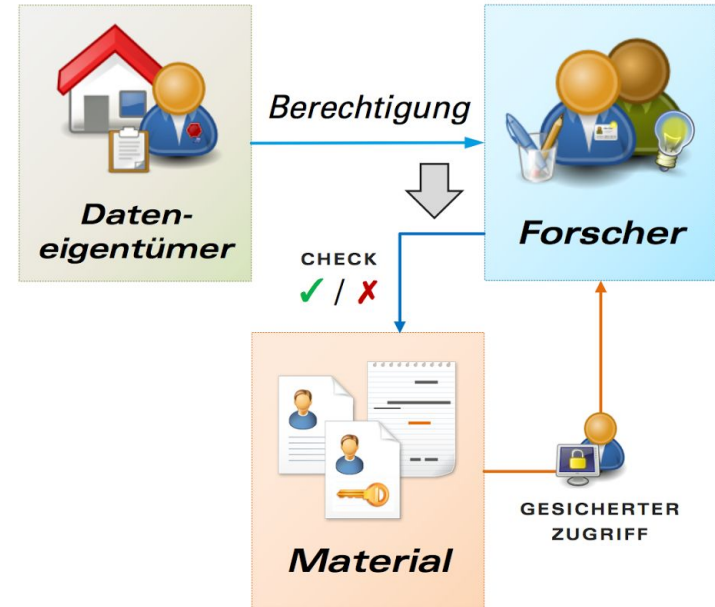 Berechtigung
Daten-
eigentümer
Forscher
CHECK
✓ / ✗
Material
GESICHERTER
ZUGRIFF